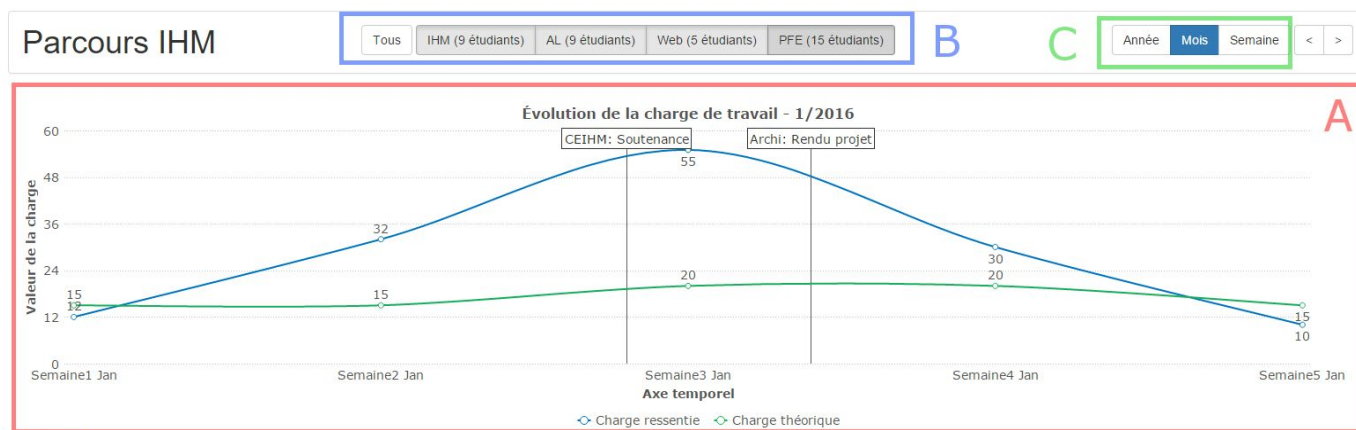 Parcours IHM
Tous IHM (9 étudiants) AL (9 étudiants) Web (5 étudiants) PFE (15 étudiants) B
C Année Mois Semaine < >
A
Évolution de la charge de travail - 1/2016
Valeur de la charge
60
48
36
24
12
0
CEIHM: Soutenance
Archi: Rendu projet
15
12
32
15
55
20
30
20
15
10
Semaine1 Jan Semaine2 Jan Semaine3 Jan Semaine4 Jan Semaine5 Jan
Axe temporel
Charge ressentie Charge théorique